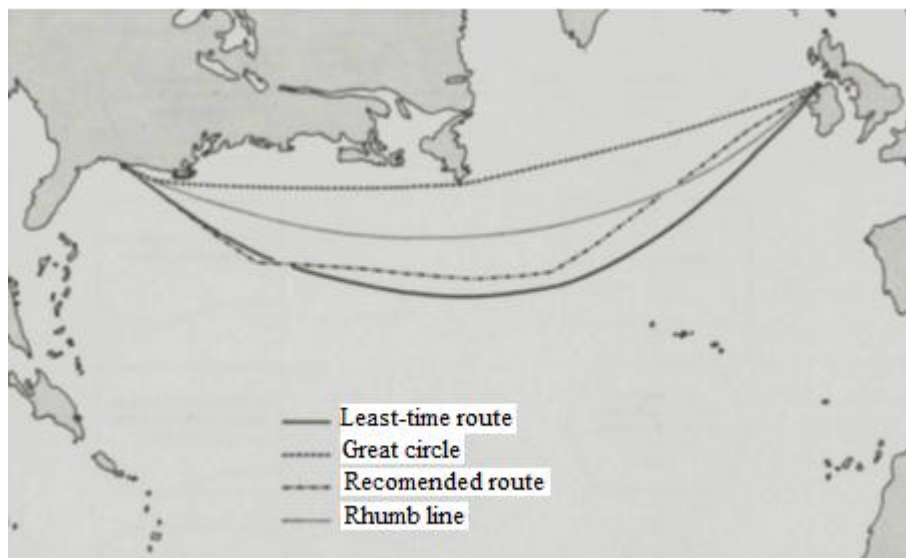 Least-time route
Great circle
Recomended route
Rhumb line